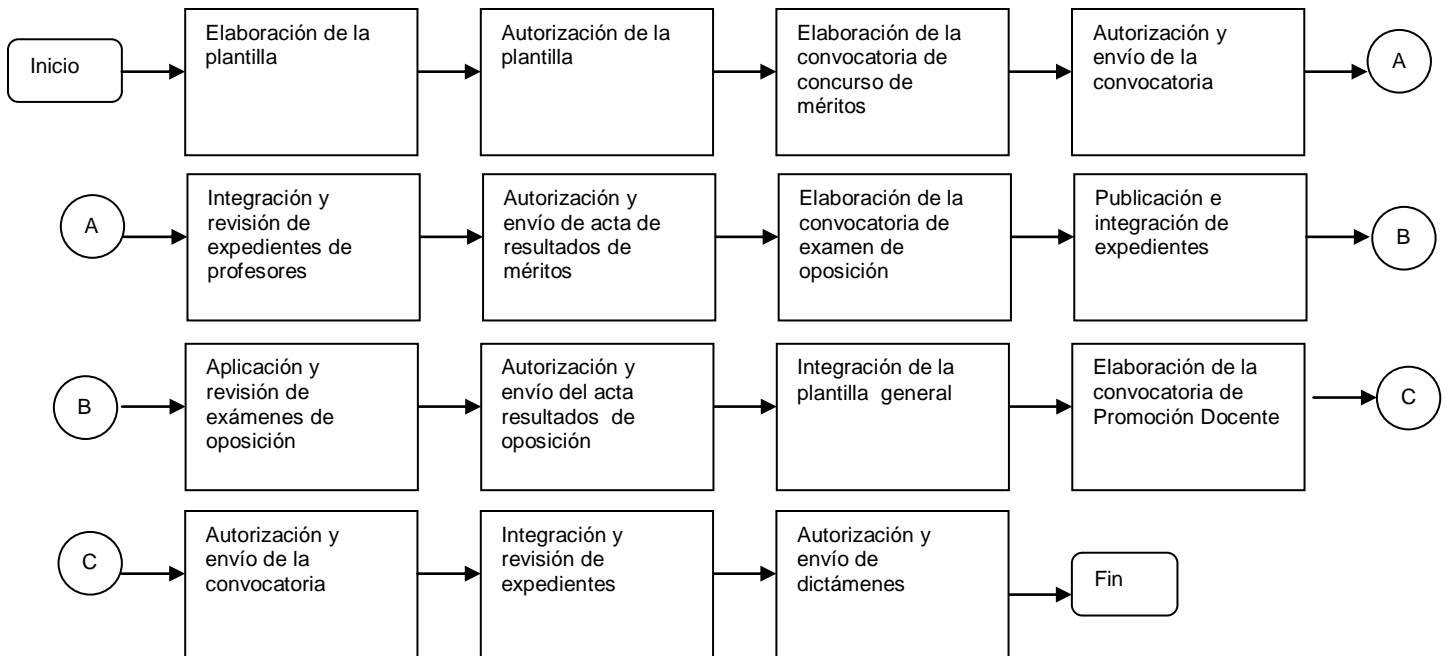 Inicio
Elaboración de la
plantilla
Autorización de la
plantilla
Elaboración de la
convocatoria de
concurso de
méritos
Autorización y
envío de la
convocatoria
A
A
Integración y
revisión de
expedientes de
profesores
Autorización y
envío de acta de
resultados de
méritos
Elaboración de la
convocatoria de
examen de
oposición
Publicación e
integración de
expedientes
B
B
Aplicación y
revisión de
exámenes de
oposición
Autorización y
envío del acta
resultados de
oposición
Integración de la
plantilla general
Elaboración de la
convocatoria de
Promoción Docente
C
C
Autorización y
envío de la
convocatoria
Integración y
revisión de
expedientes
Autorización y
envío de
dictámenes
Fin